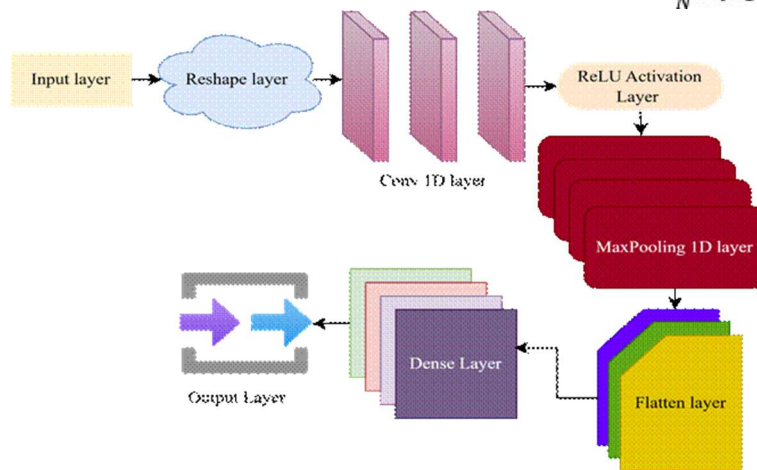 N
Input layer
Reshape layer
Conv 1D layer
ReLU Activation
Layer
MaxPooling 1D layer
Flatten layer
Dense Layer
Output Layer